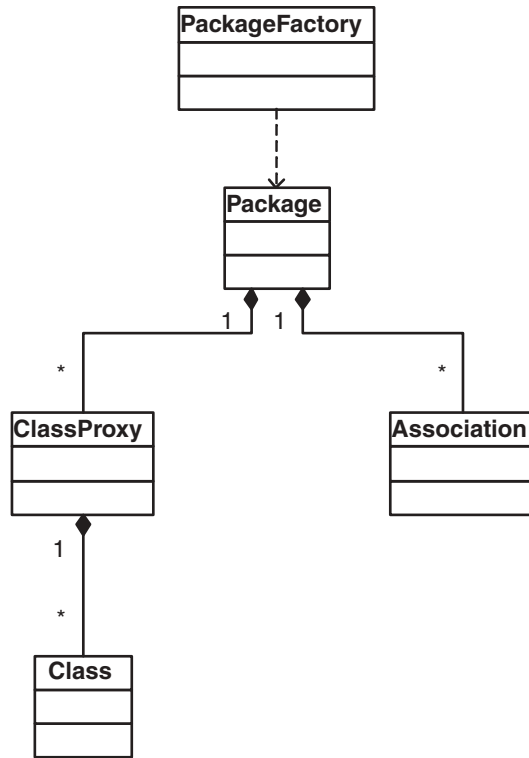 PackageFactory
Package
1 1
* *
ClassProxy Association
1
*
Class